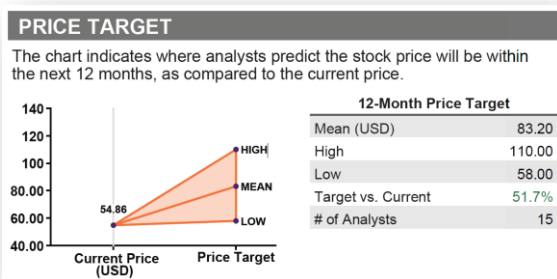 PRICE TARGET
The chart indicates where analysts predict the stock price will be within
the next 12 months, as compared to the current price.
140
120
100
80.00
60.00
40.00
54.86
HIGH
MEAN
LOW
Current Price
(USD)
Price Target
12-Month Price Target
Mean (USD) 83.20
High 110.00
Low 58.00
Target vs. Current 51.7%
# of Analysts 15